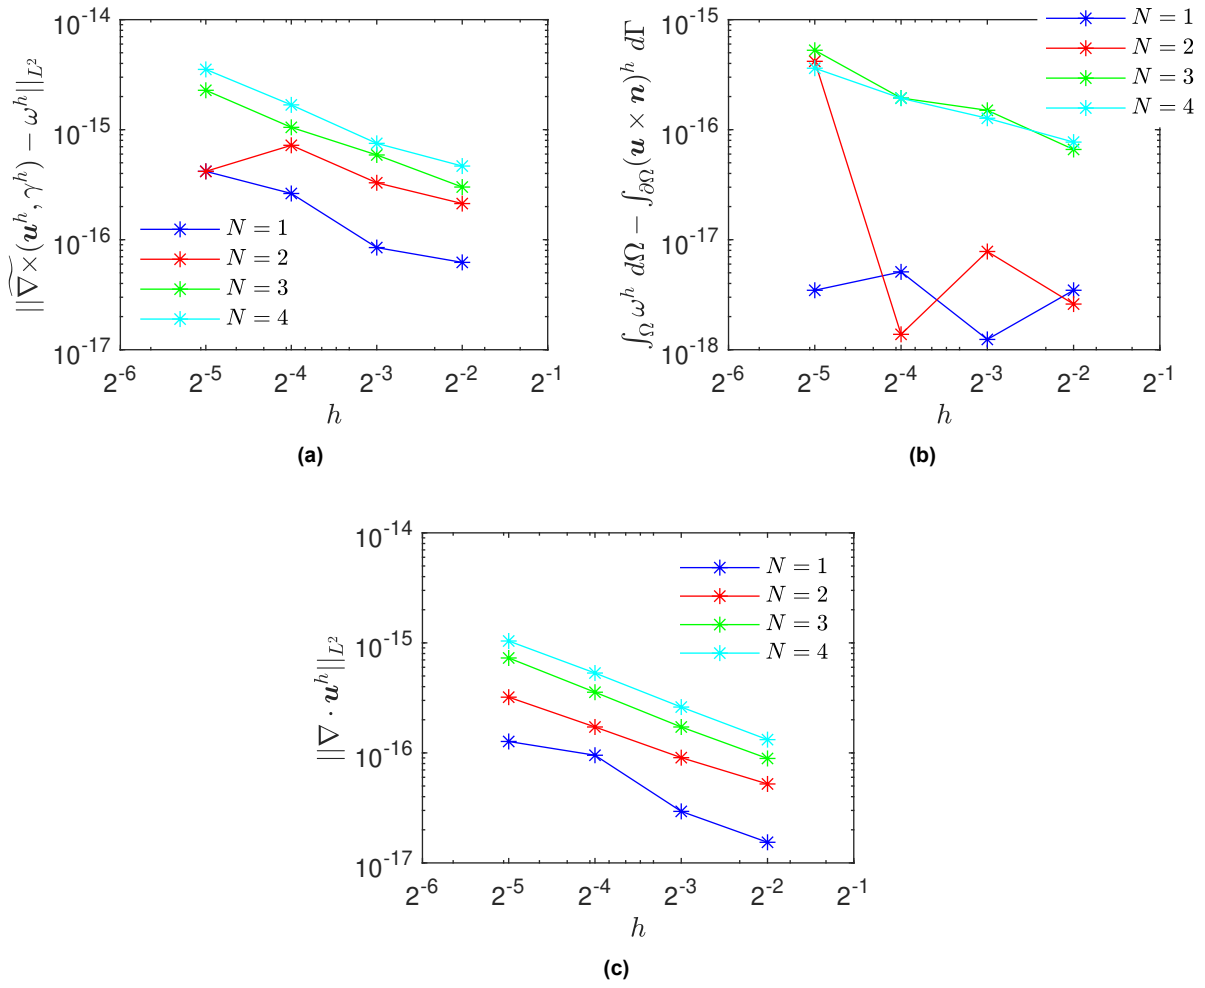 10^-14
10^-15
10^-16
10^-17
||∇̃×(u^h, γ^h) − ω^h||_{L^2}
N = 1
N = 2
N = 3
N = 4
2^-6 2^-5 2^-4 2^-3 2^-2 2^-1
h
(a)
10^-15
10^-16
10^-17
10^-18
∫_Ω ω^h dΩ − ∫_{∂Ω} (u × n)^h dΓ
N = 1
N = 2
N = 3
N = 4
2^-6 2^-5 2^-4 2^-3 2^-2 2^-1
h
(b)
10^-14
10^-15
10^-16
10^-17
||∇ · u^h||_{L^2}
N = 1
N = 2
N = 3
N = 4
2^-6 2^-5 2^-4 2^-3 2^-2 2^-1
h
(c)